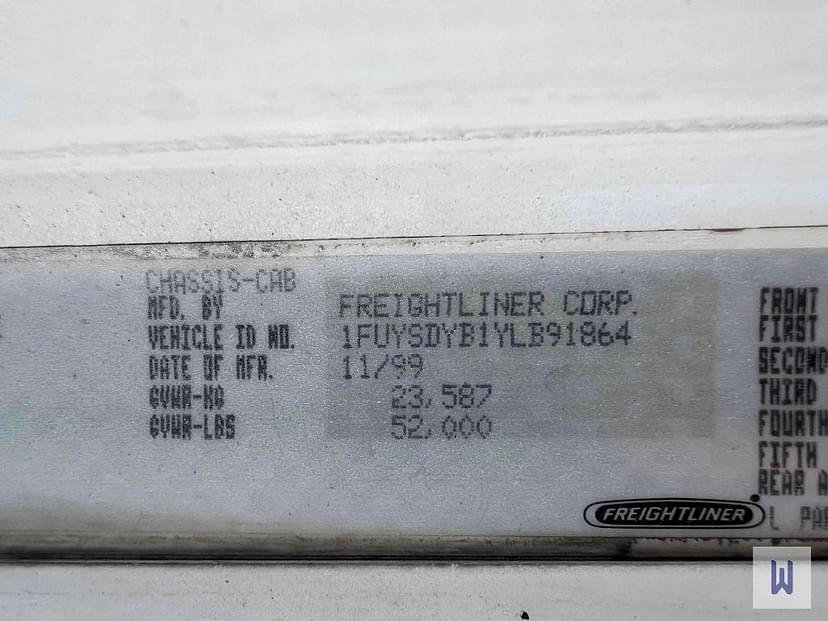 CHASSIS-CAB
MFD. BY FREIGHTLINER CORP.
VEHICLE ID NO. 1FUYSDYB1YLB91864
DATE OF MFR. 11/99
GVWR-KG 23,587
GVWR-LBS 52,000
FRONT
FIRST
SECOND
THIRD
FOURTH
FIFTH
REAR A
FREIGHTLINER
L PAR
W